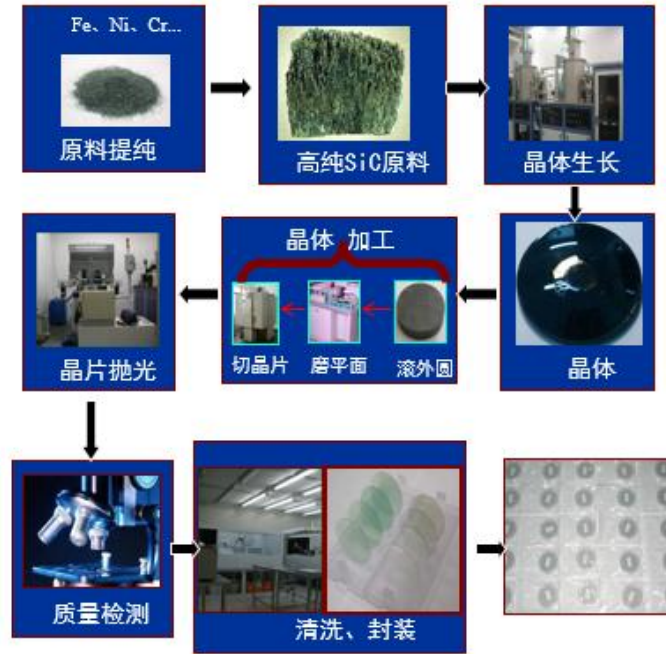 Fe、Ni、Cr...
原料提纯
高纯SiC原料
晶体生长
晶体
晶体 加工
滚外圆
磨平面
切晶片
晶片抛光
质量检测
清洗、封装